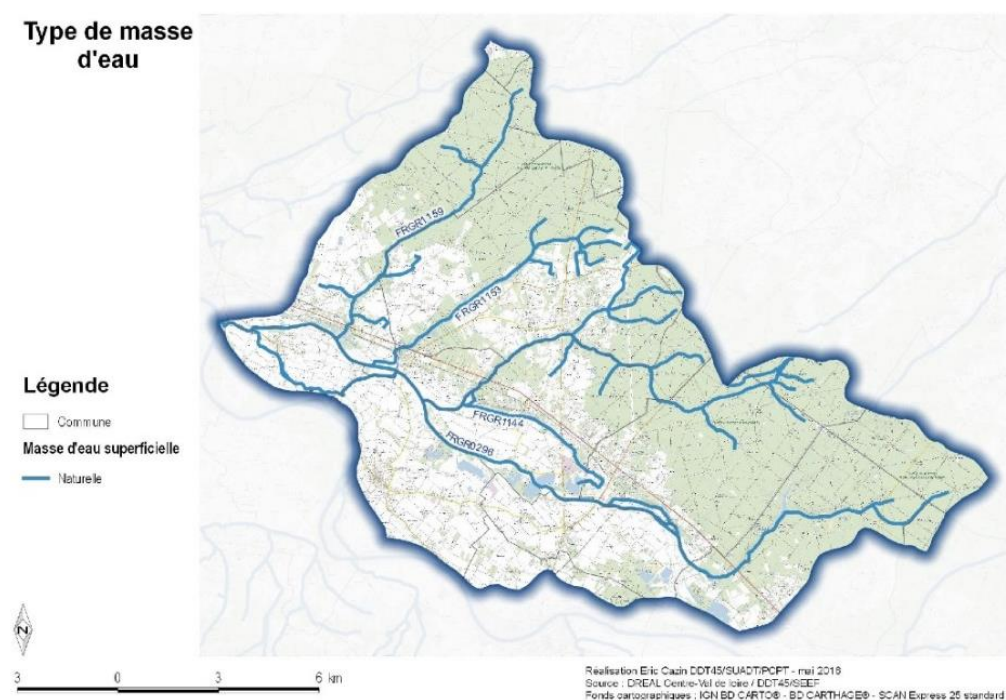 Type de masse
d'eau
FRGR1159
FRGR1153
FRGR1144
FRGR0296
Légende
Commune
Masse d'eau superficielle
Naturelle
N
3 0 3 6 km
Réalisation Eric Cazin DDT45/SUADT/PCPT - mai 2016
Source : DREAL Centre-Val de loire / DDT45/SEEF
Fonds cartographiques : IGN BD CARTO® - BD CARTHAGE® - SCAN Express 25 standard